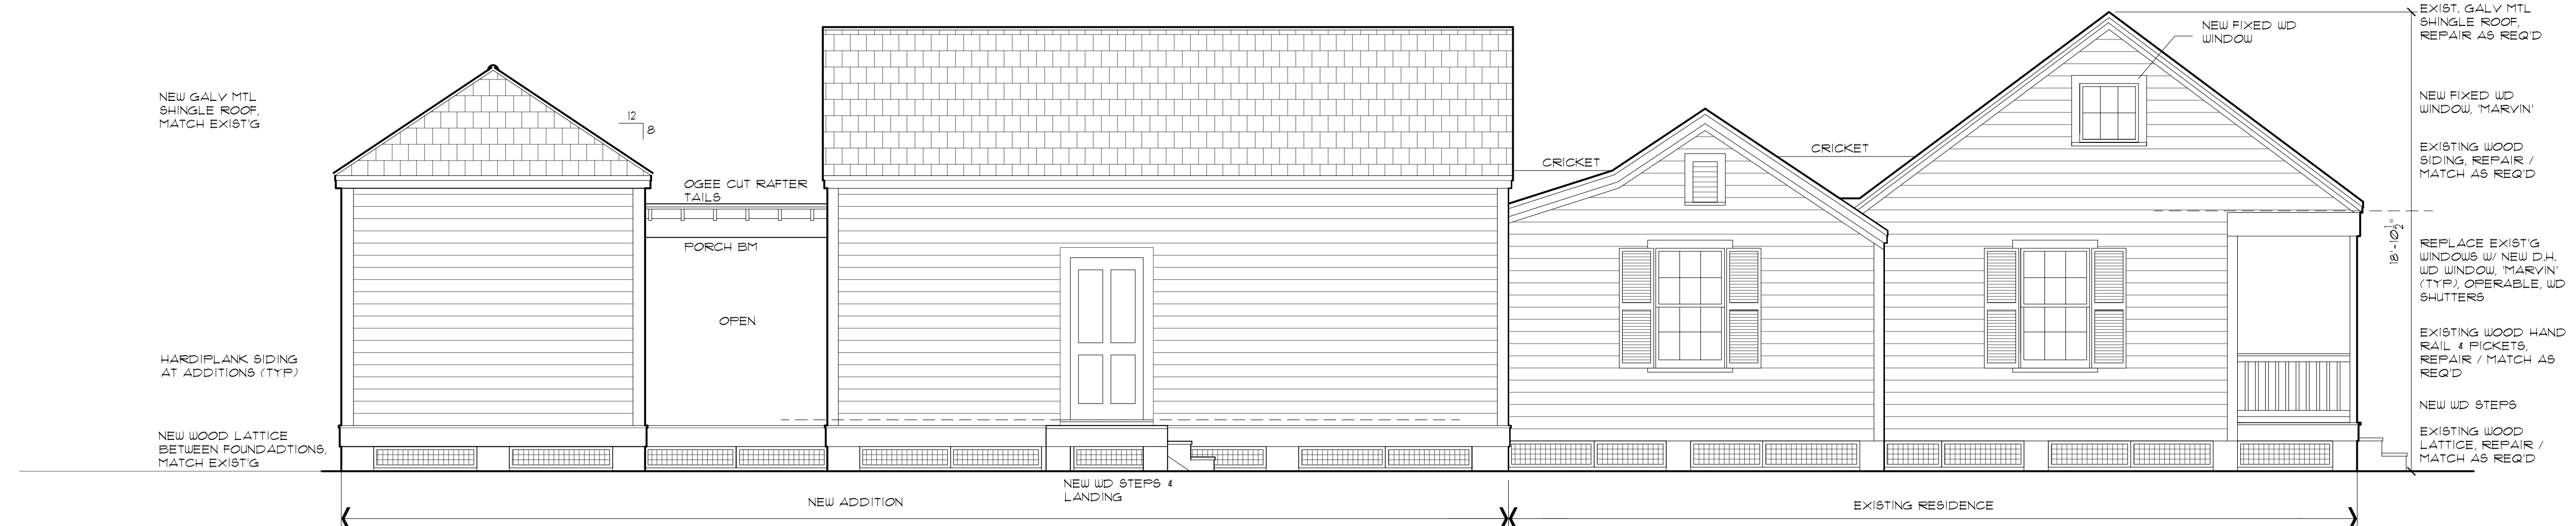 NEW GALV MTL
SHINGLE ROOF,
MATCH EXIST'G
HARDIPLANK SIDING
AT ADDITIONS (TYP)
NEW WOOD LATTICE
BETWEEN FOUNDADTIONS,
MATCH EXIST'G
12
8
OGEE CUT RAFTER
TAILS
PORCH BM
OPEN
CRICKET
CRICKET
NEW FIXED WD
WINDOW
EXIST. GALV MTL
SHINGLE ROOF,
REPAIR AS REQ'D
NEW FIXED WD
WINDOW, 'MARVIN'
EXISTING WOOD
SIDING, REPAIR /
MATCH AS REQ'D
18'-10½"
REPLACE EXIST'G
WINDOWS W/ NEW D.H.
WD WINDOW, 'MARVIN'
(TYP), OPERABLE, WD
SHUTTERS
EXISTING WOOD HAND
RAIL & PICKETS,
REPAIR / MATCH AS
REQ'D
NEW WD STEPS
EXISTING WOOD
LATTICE, REPAIR /
MATCH AS REQ'D
NEW WD STEPS &
LANDING
NEW ADDITION
EXISTING RESIDENCE